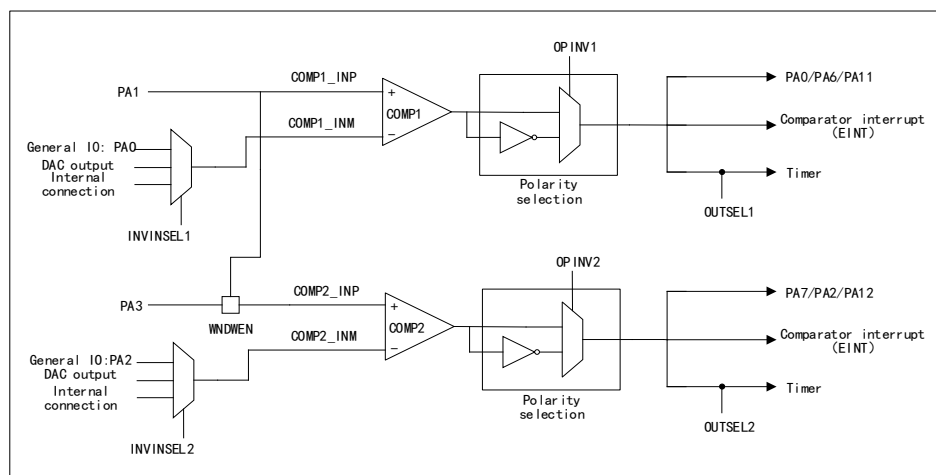 OPINV1
COMP1_INP
PA0/PA6/PA11
PA1
+
COMP1
COMP1_INM
−
Comparator interrupt
(EINT)
General IO: PA0
DAC output
Internal
connection
Timer
Polarity
selection
OUTSEL1
INVINSEL1
OPINV2
COMP2_INP
PA7/PA2/PA12
PA3
+
WNDWEN
COMP2
COMP2_INM
−
Comparator interrupt
(EINT)
General IO:PA2
DAC output
Internal
connection
Timer
Polarity
selection
OUTSEL2
INVINSEL2